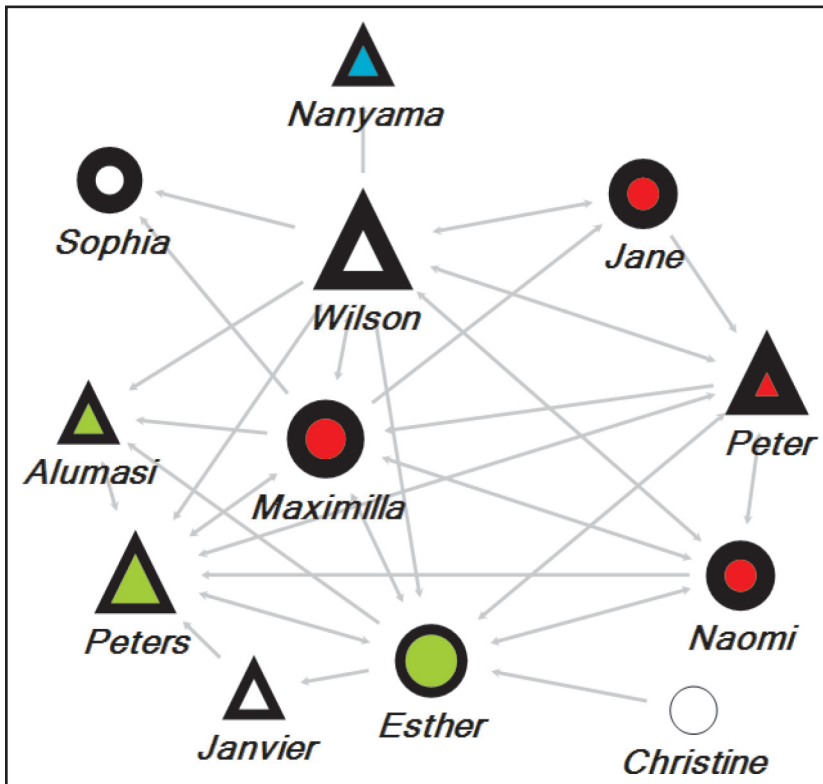 Nanyama
Sophia
Jane
Wilson
Peter
Alumasi
Maximilla
Peters
Naomi
Esther
Janvier
Christine